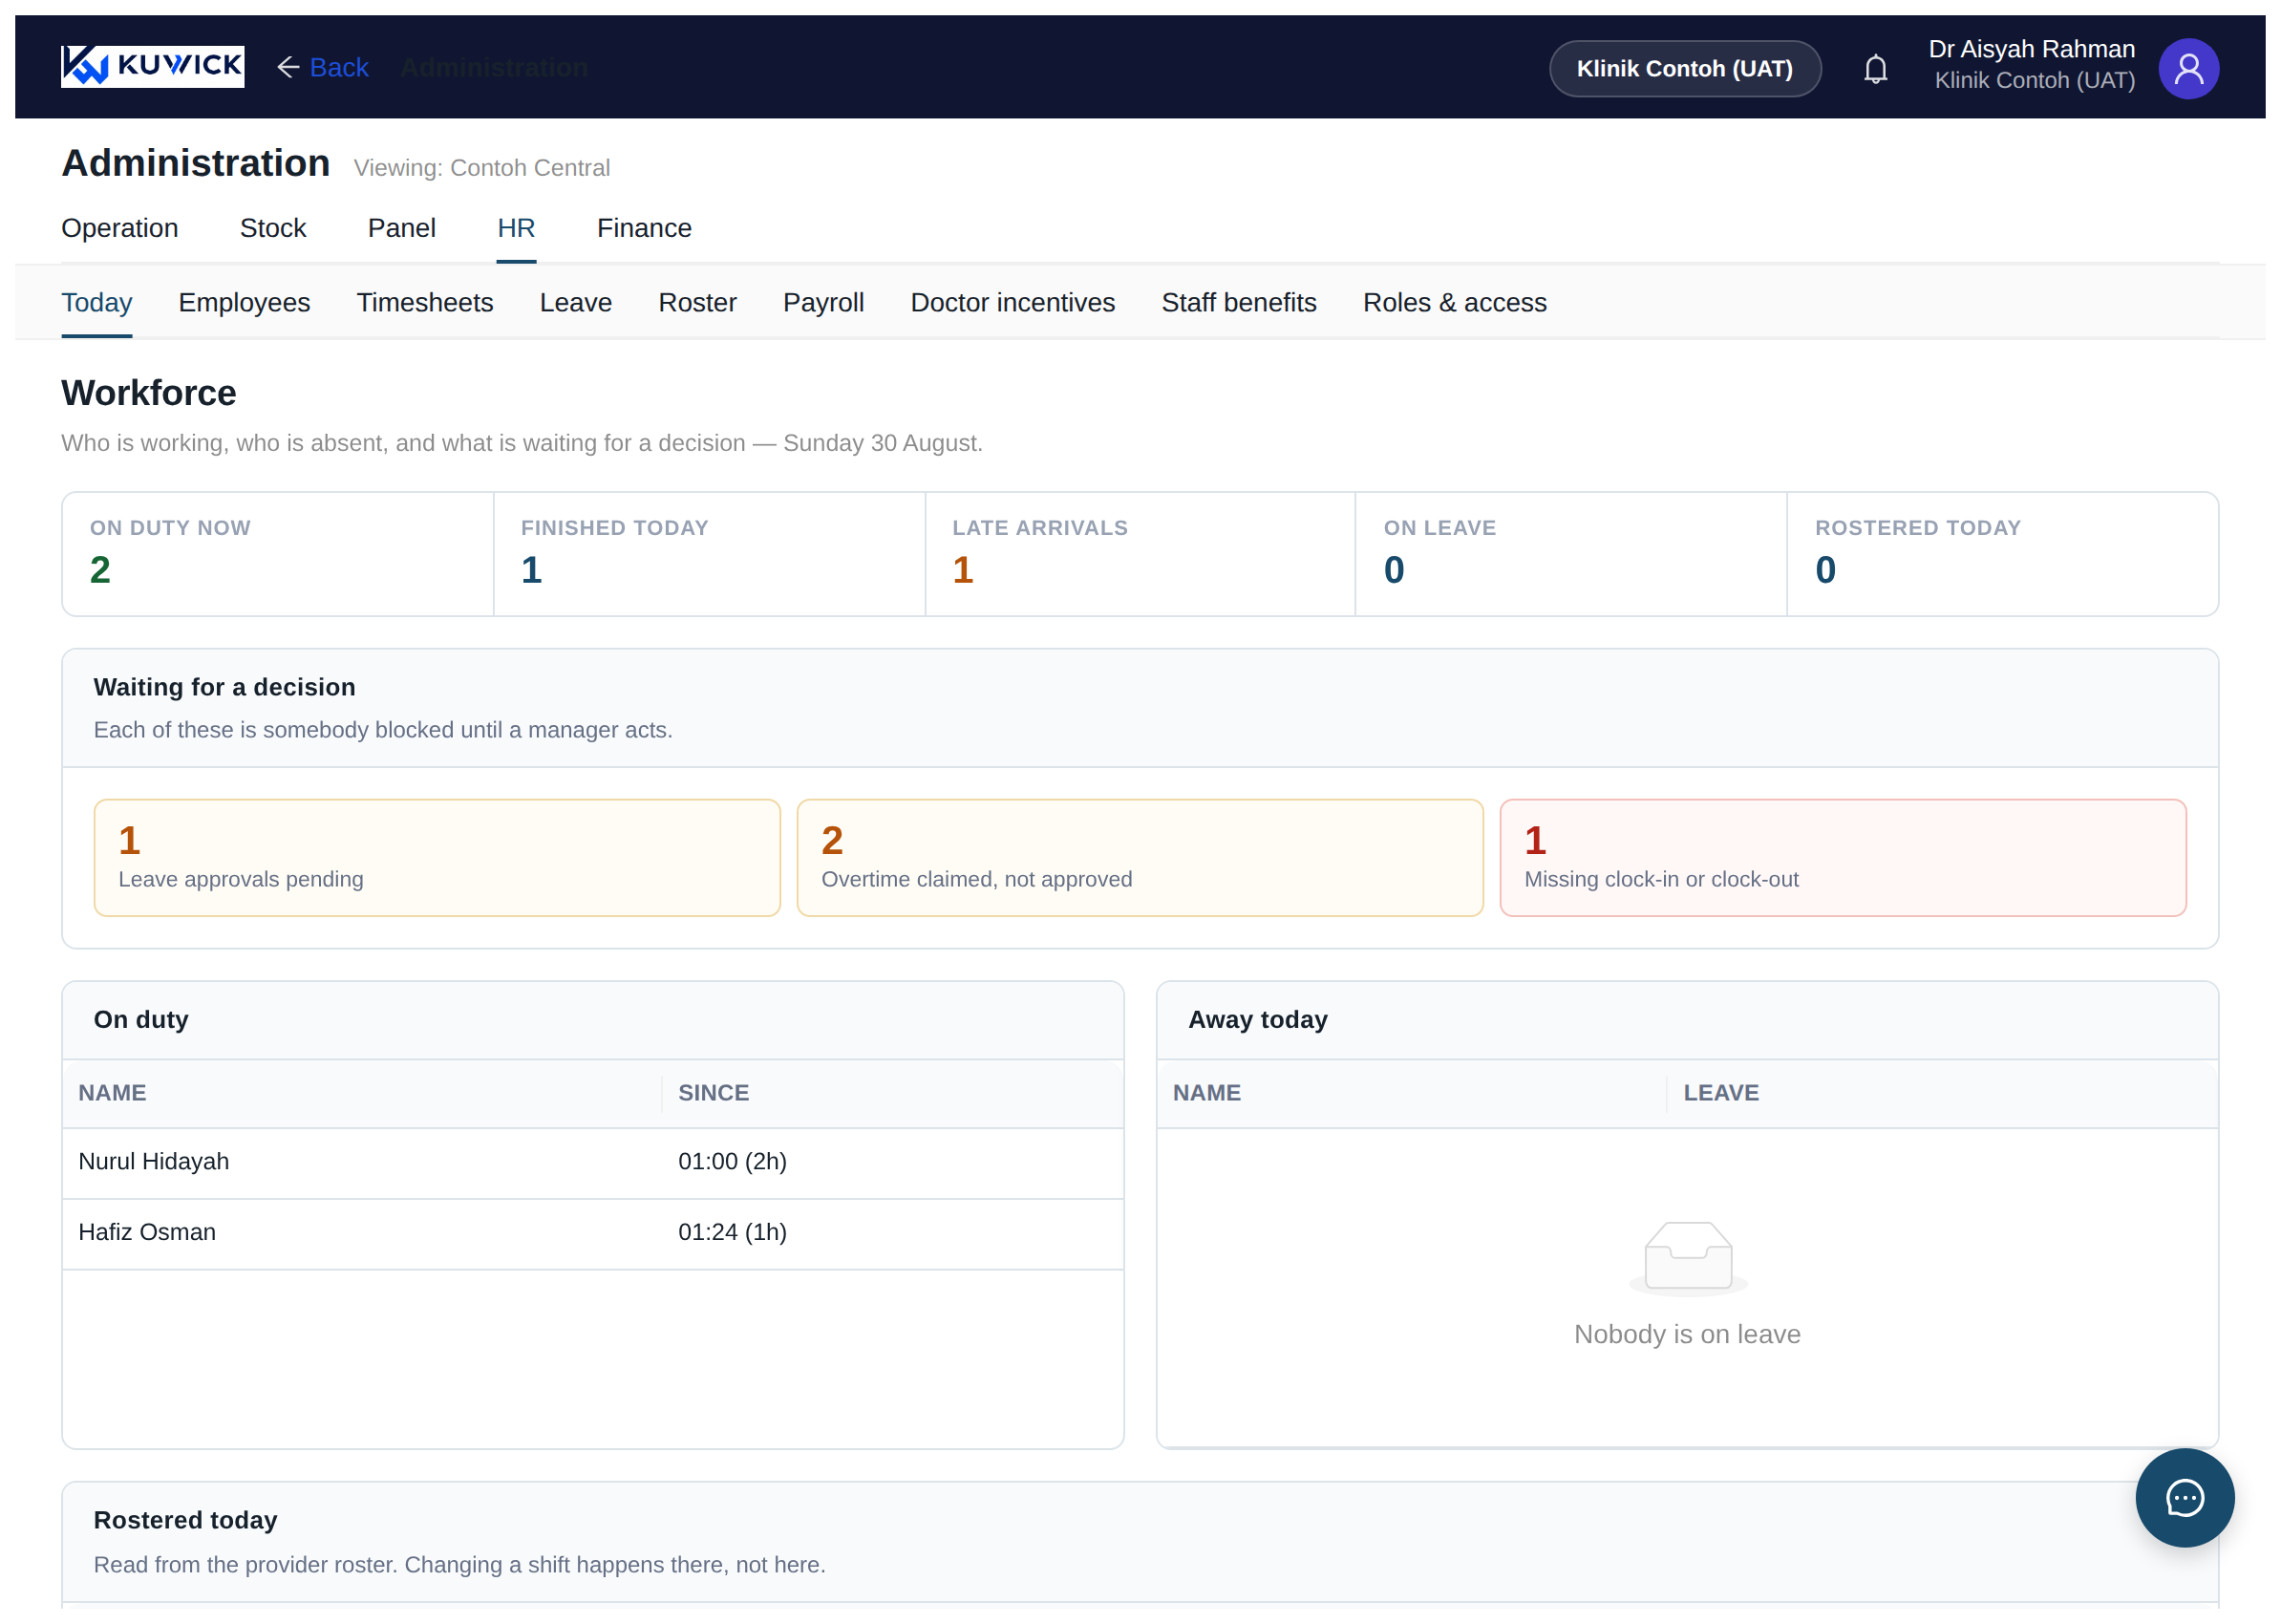 KUWICK
Back Administration
Klinik Contoh (UAT)
Dr Aisyah Rahman
Klinik Contoh (UAT)
Administration Viewing: Contoh Central
Operation Stock Panel HR Finance
Today Employees Timesheets Leave Roster Payroll Doctor incentives Staff benefits Roles & access
Workforce
Who is working, who is absent, and what is waiting for a decision — Sunday 30 August.
ON DUTY NOW
2
FINISHED TODAY
1
LATE ARRIVALS
1
ON LEAVE
0
ROSTERED TODAY
0
Waiting for a decision
Each of these is somebody blocked until a manager acts.
1
Leave approvals pending
2
Overtime claimed, not approved
1
Missing clock-in or clock-out
On duty
NAME SINCE
Nurul Hidayah 01:00 (2h)
Hafiz Osman 01:24 (1h)
Away today
NAME LEAVE
Nobody is on leave
Rostered today
Read from the provider roster. Changing a shift happens there, not here.